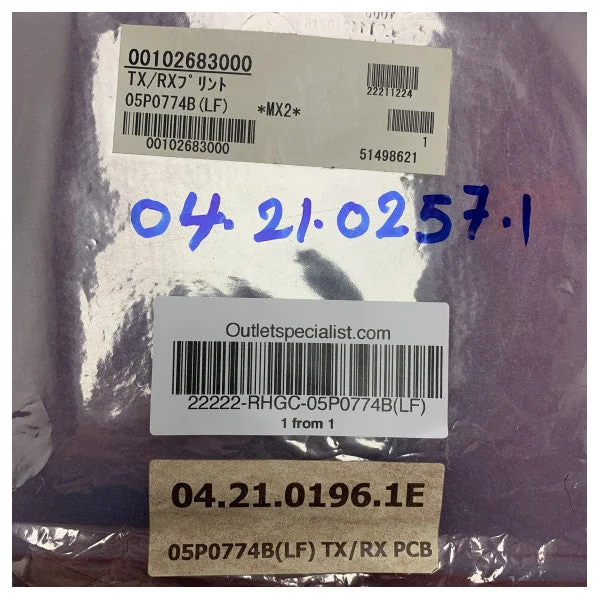 00102683000
TX/RXプリント
05P0774B(LF)
*MX2*
22211224
1
00102683000
51498621
04.21.0257.1
Outletspecialist.com
22222-RHGC-05P0774B(LF)
1 from 1
04.21.0196.1E
05P0774B(LF) TX/RX PCB